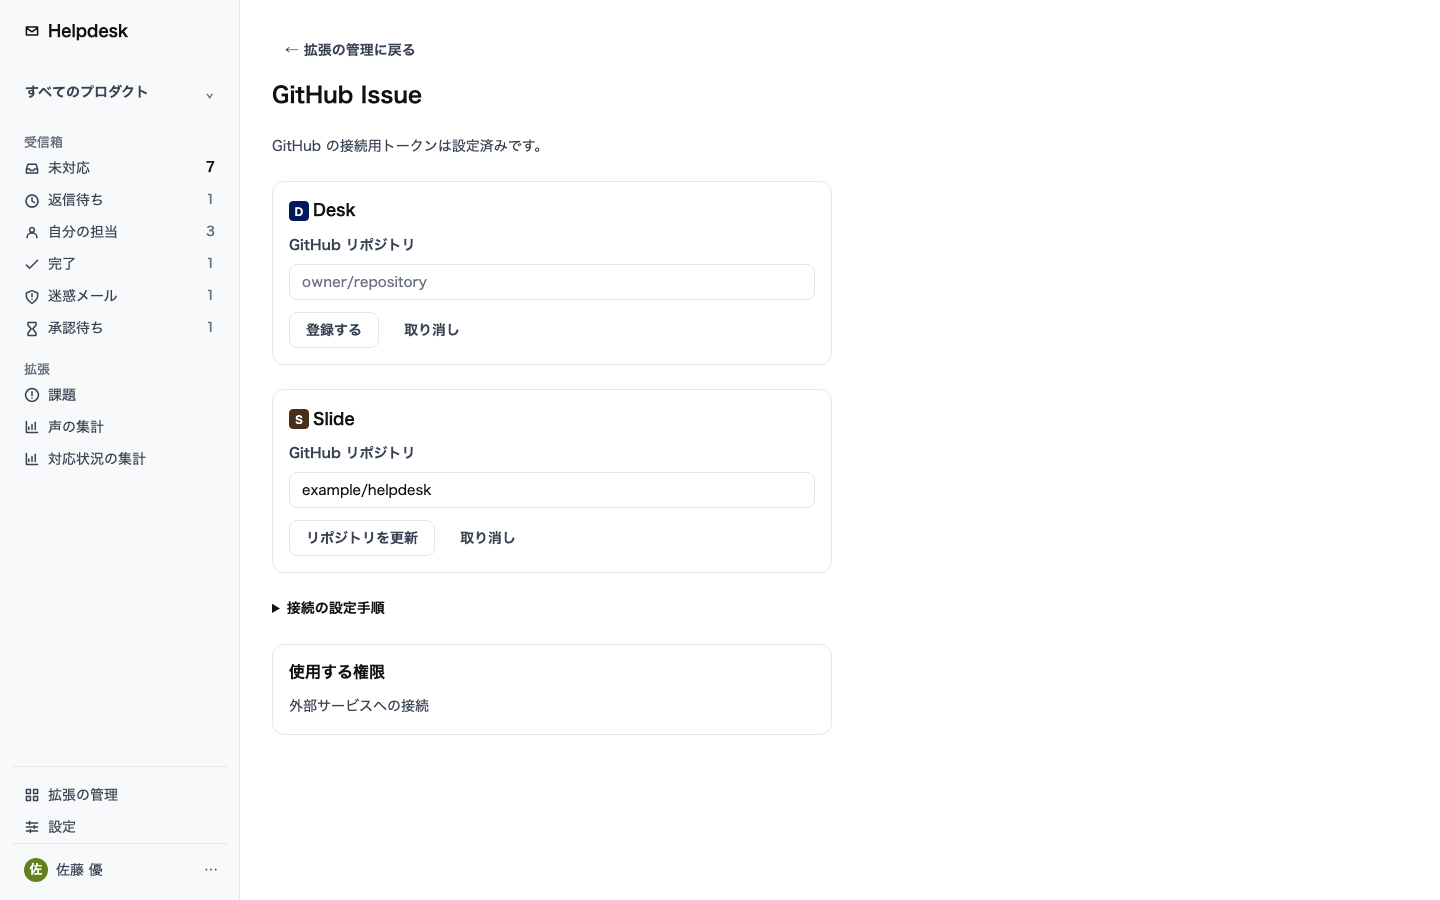 Helpdesk
すべてのプロダクト
受信箱
未対応 7
返信待ち 1
自分の担当 3
完了 1
迷惑メール 1
承認待ち 1
拡張
課題
声の集計
対応状況の集計
拡張の管理
設定
佐 佐藤 優 …
← 拡張の管理に戻る
GitHub Issue
GitHub の接続用トークンは設定済みです。
D Desk
GitHub リポジトリ
owner/repository
登録する 取り消し
S Slide
GitHub リポジトリ
example/helpdesk
リポジトリを更新 取り消し
▶ 接続の設定手順
使用する権限
外部サービスへの接続